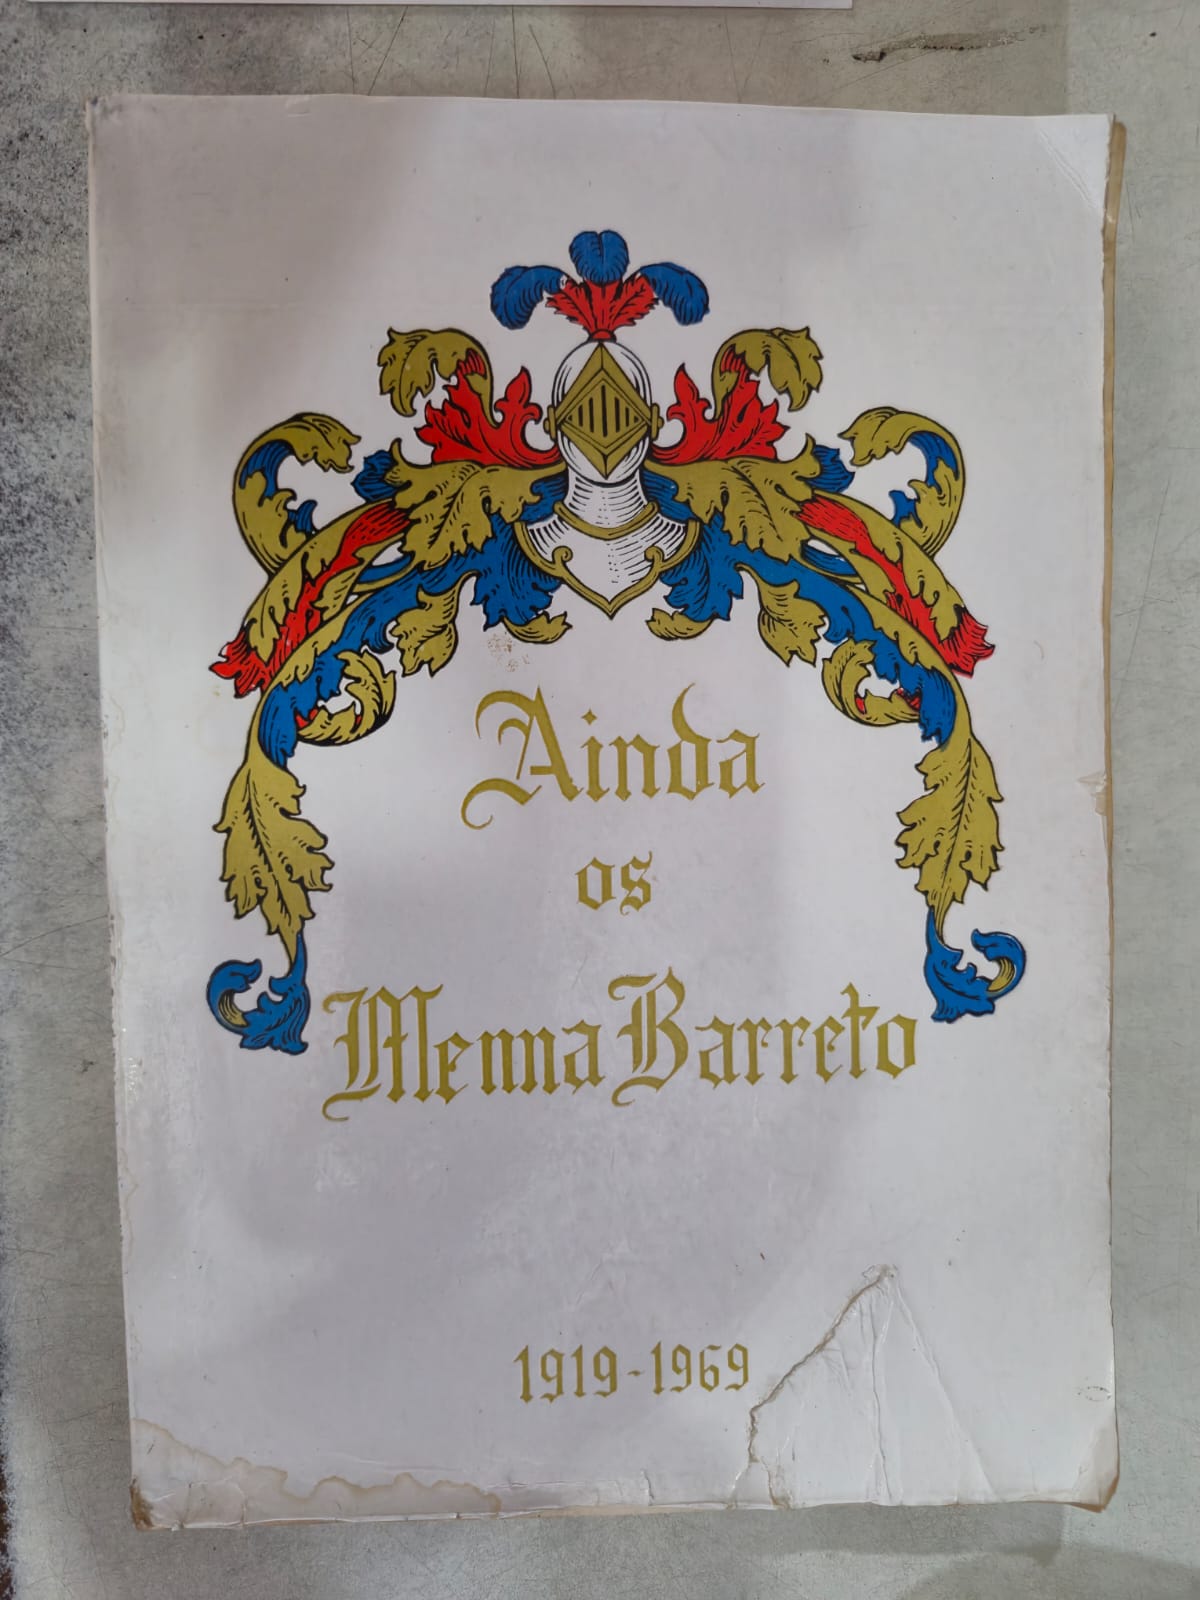 Ainda
os
Menna Barreto
1919-1969